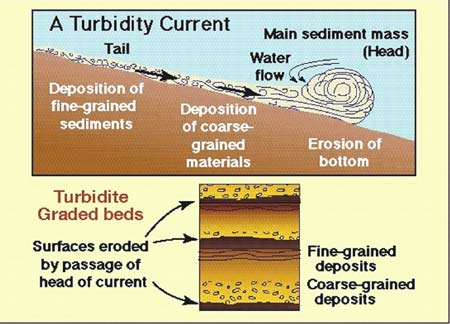 A Turbidity Current
Main sediment mass
(Head)
Tail
Water
flow
Deposition of
fine-grained
sediments
Deposition
of coarse-
grained
materials
Erosion of
bottom
Turbidite
Graded beds
Surfaces eroded
by passage of
head of current
Fine-grained
deposits
Coarse-grained
deposits